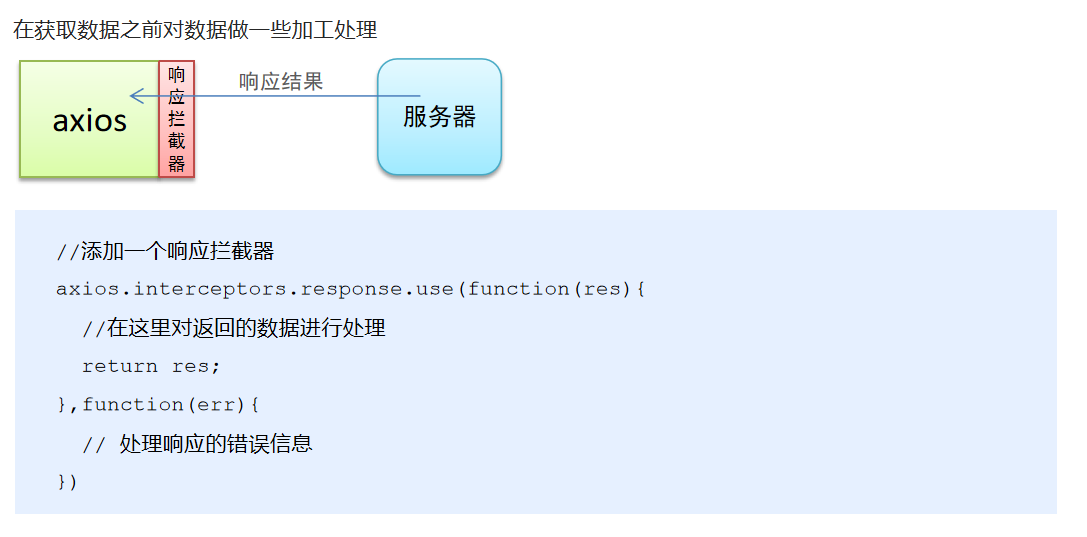 在获取数据之前对数据做一些加工处理
axios
响应拦截器
响应结果
服务器
//添加一个响应拦截器
axios.interceptors.response.use(function(res){
//在这里对返回的数据进行处理
return res;
},function(err){
// 处理响应的错误信息
})